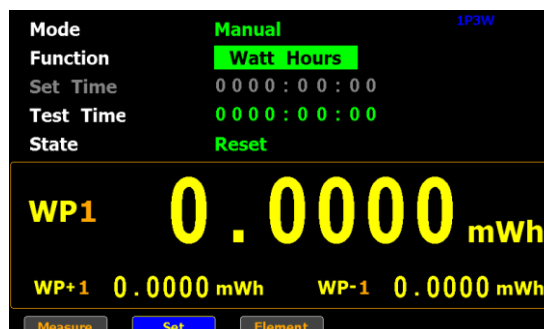 1P3W
Mode Manual
Function Watt Hours
Set Time 0000:00:00
Test Time 0000:00:00
State Reset
WP1 0.0000 mWh
WP+1 0.0000 mWh WP-1 0.0000 mWh
Measure Set Element